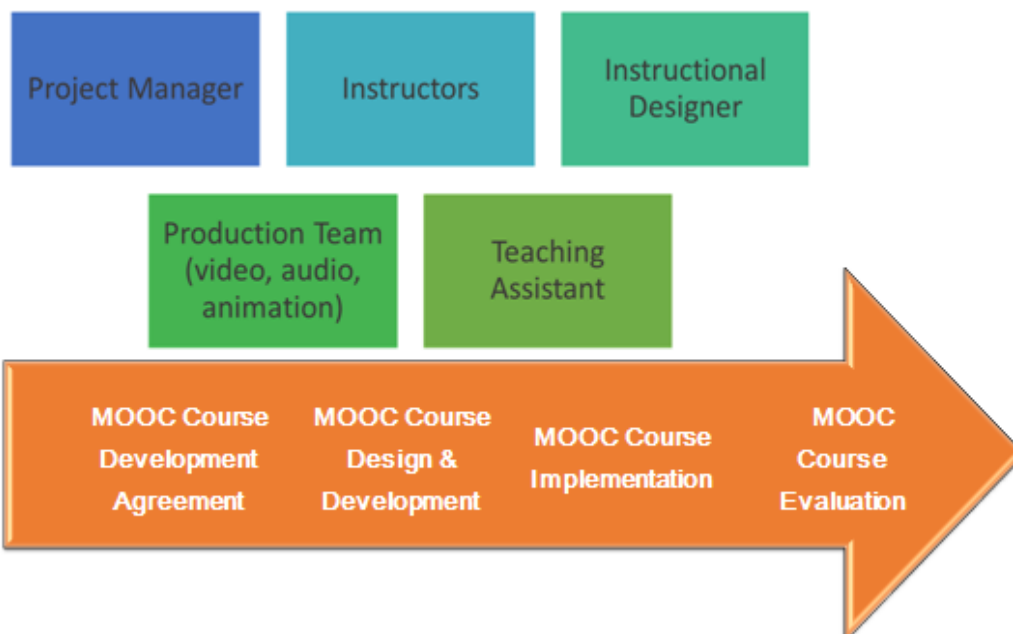 Project Manager
Instructors
Instructional
Designer
Production Team
(video, audio,
animation)
Teaching
Assistant
MOOC Course
Development
Agreement
MOOC Course
Design &
Development
MOOC Course
Implementation
MOOC
Course
Evaluation